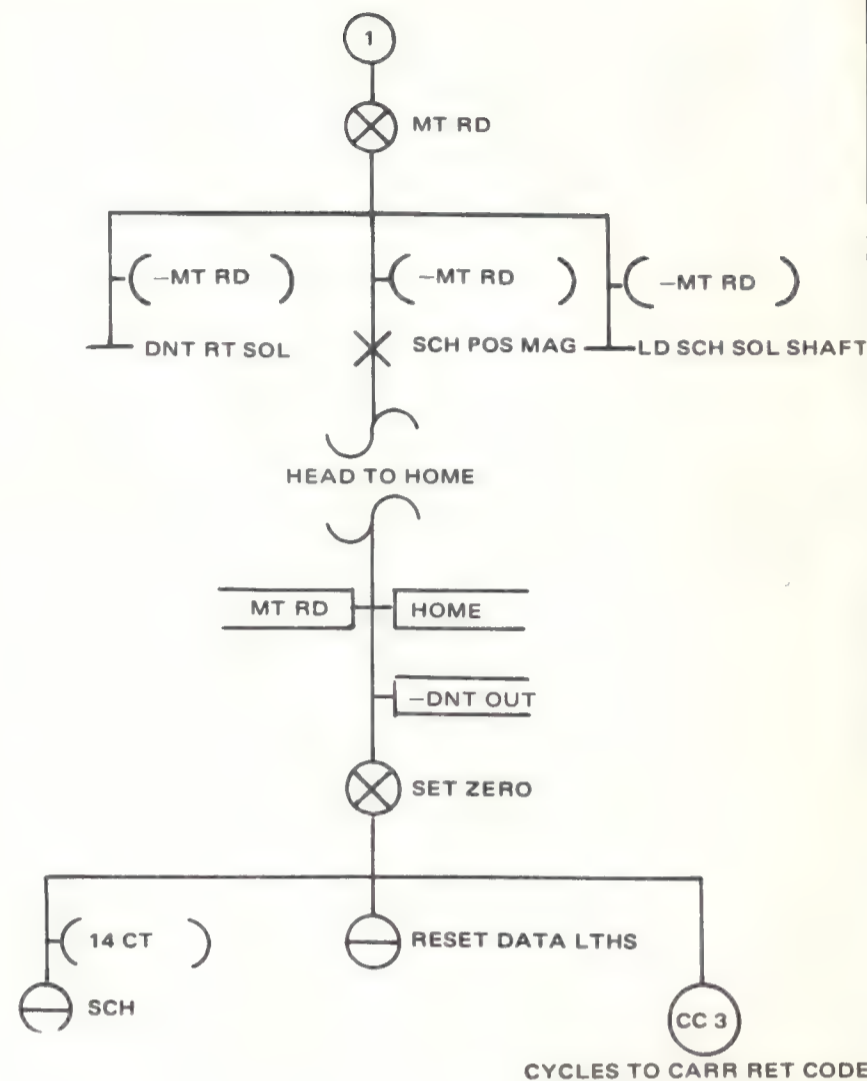 1
MT RD
–MT RD
–MT RD
–MT RD
DNT RT SOL
SCH POS MAG
LD SCH SOL SHAFT
HEAD TO HOME
MT RD
HOME
–DNT OUT
SET ZERO
14 CT
RESET DATA LTHS
SCH
CC 3
CYCLES TO CARR RET CODE